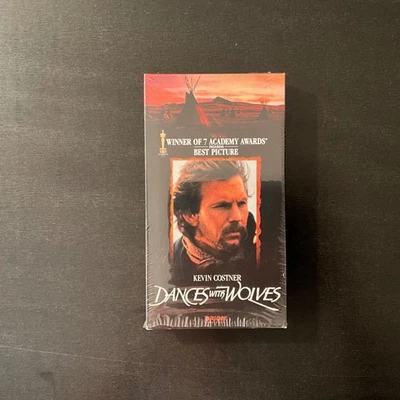 WINNER OF 7 ACADEMY AWARDS®
BEST PICTURE
KEVIN COSTNER
DANCES WITH WOLVES